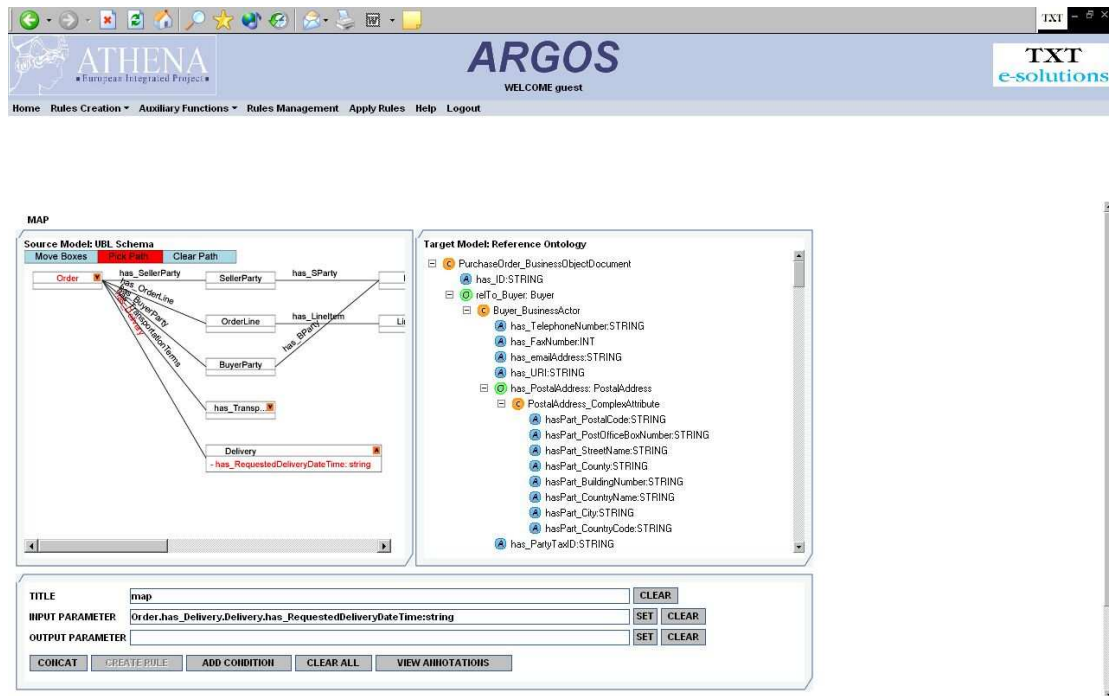 TXT
ATHENA
European Integrated Project
ARGOS
WELCOME guest
TXT
e-solutions
Home Rules Creation Auxiliary Functions Rules Management Apply Rules Help Logout
MAP
Source Model: UBL Schema
Move Boxes Pick Path Clear Path
Order
has_SellerParty
SellerParty
has_SParty
has_OrderLine
OrderLine
has_LineItem
Li
has_BuyerParty
BuyerParty
has_BParty
has_TransportationTerms
has_Transp...
has_Delivery
Delivery
- has_RequestedDeliveryDateTime: string
Target Model: Reference Ontology
C PurchaseOrder_BusinessObjectDocument
A has_ID:STRING
O relTo_Buyer: Buyer
C Buyer_BusinessActor
A has_TelephoneNumber:STRING
A has_FaxNumber:INT
A has_emailAddress:STRING
A has_URI:STRING
O has_PostalAddress: PostalAddress
C PostalAddress_ComplexAttribute
A hasPart_PostalCode:STRING
A hasPart_PostOfficeBoxNumber:STRING
A hasPart_StreetName:STRING
A hasPart_County:STRING
A hasPart_BuildingNumber:STRING
A hasPart_CountryName:STRING
A hasPart_City:STRING
A hasPart_CountryCode:STRING
A has_PartyTaxID:STRING
TITLE map CLEAR
INPUT PARAMETER Order.has_Delivery.Delivery.has_RequestedDeliveryDateTime:string SET CLEAR
OUTPUT PARAMETER SET CLEAR
CONCAT CREATE RULE ADD CONDITION CLEAR ALL VIEW ANNOTATIONS